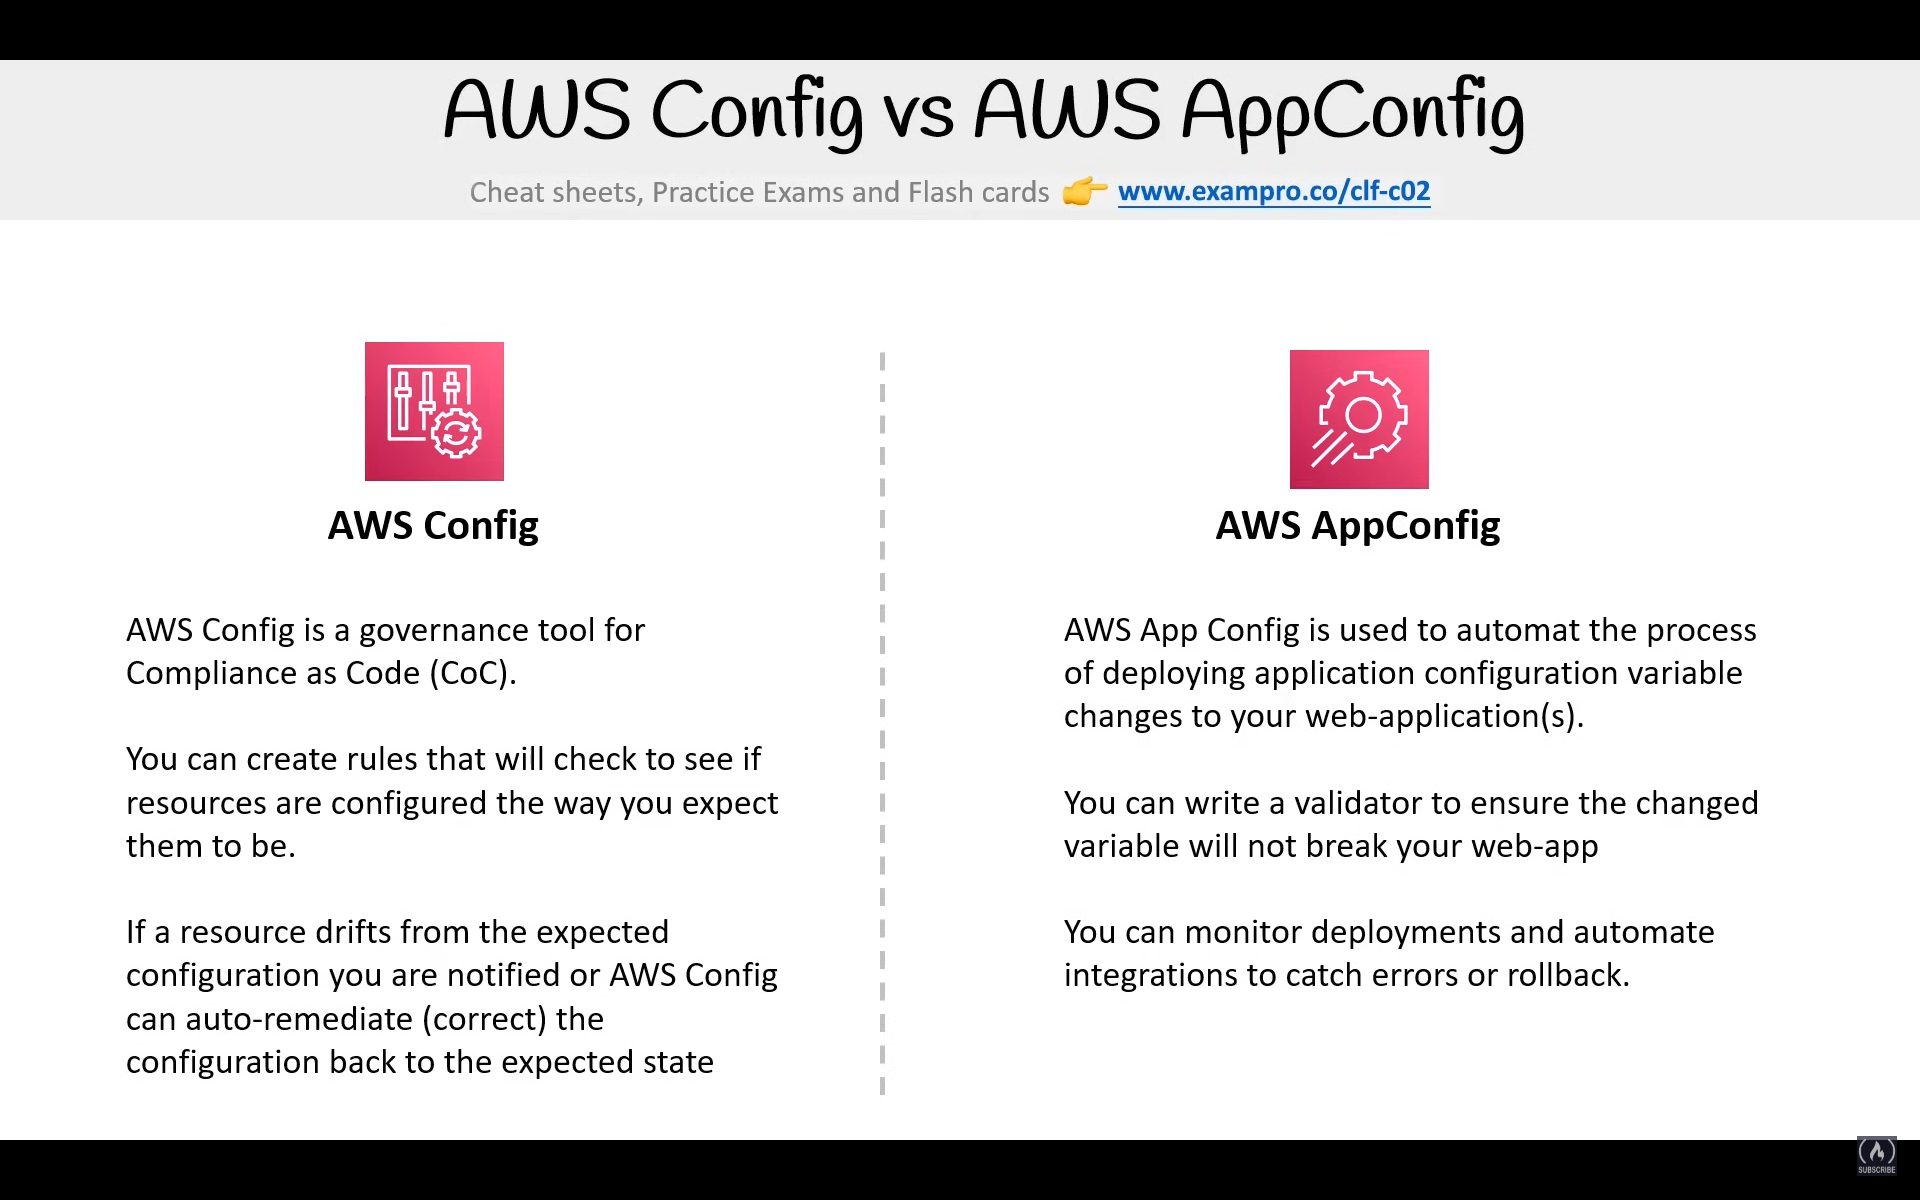 AWS Config vs AWS AppConfig
Cheat sheets, Practice Exams and Flash cards 👉 www.exampro.co/clf-c02
AWS Config
AWS Config is a governance tool for
Compliance as Code (CoC).
You can create rules that will check to see if
resources are configured the way you expect
them to be.
If a resource drifts from the expected
configuration you are notified or AWS Config
can auto-remediate (correct) the
configuration back to the expected state
AWS AppConfig
AWS App Config is used to automat the process
of deploying application configuration variable
changes to your web-application(s).
You can write a validator to ensure the changed
variable will not break your web-app
You can monitor deployments and automate
integrations to catch errors or rollback.
SUBSCRIBE